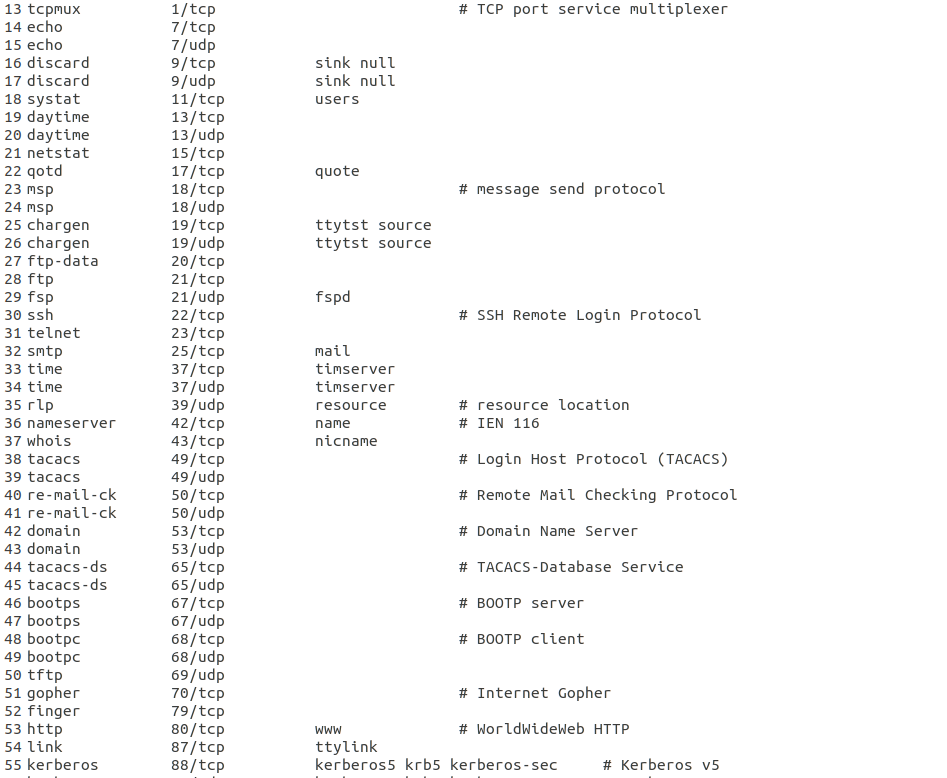 13 tcpmux 1/tcp # TCP port service multiplexer
14 echo 7/tcp
15 echo 7/udp
16 discard 9/tcp sink null
17 discard 9/udp sink null
18 systat 11/tcp users
19 daytime 13/tcp
20 daytime 13/udp
21 netstat 15/tcp
22 qotd 17/tcp quote
23 msp 18/tcp # message send protocol
24 msp 18/udp
25 chargen 19/tcp ttytst source
26 chargen 19/udp ttytst source
27 ftp-data 20/tcp
28 ftp 21/tcp
29 fsp 21/udp fspd
30 ssh 22/tcp # SSH Remote Login Protocol
31 telnet 23/tcp
32 smtp 25/tcp mail
33 time 37/tcp timserver
34 time 37/udp timserver
35 rlp 39/udp resource # resource location
36 nameserver 42/tcp name # IEN 116
37 whois 43/tcp nicname
38 tacacs 49/tcp # Login Host Protocol (TACACS)
39 tacacs 49/udp
40 re-mail-ck 50/tcp # Remote Mail Checking Protocol
41 re-mail-ck 50/udp
42 domain 53/tcp # Domain Name Server
43 domain 53/udp
44 tacacs-ds 65/tcp # TACACS-Database Service
45 tacacs-ds 65/udp
46 bootps 67/tcp # BOOTP server
47 bootps 67/udp
48 bootpc 68/tcp # BOOTP client
49 bootpc 68/udp
50 tftp 69/udp
51 gopher 70/tcp # Internet Gopher
52 finger 79/tcp
53 http 80/tcp www # WorldWideWeb HTTP
54 link 87/tcp ttylink
55 kerberos 88/tcp kerberos5 krb5 kerberos-sec # Kerberos v5